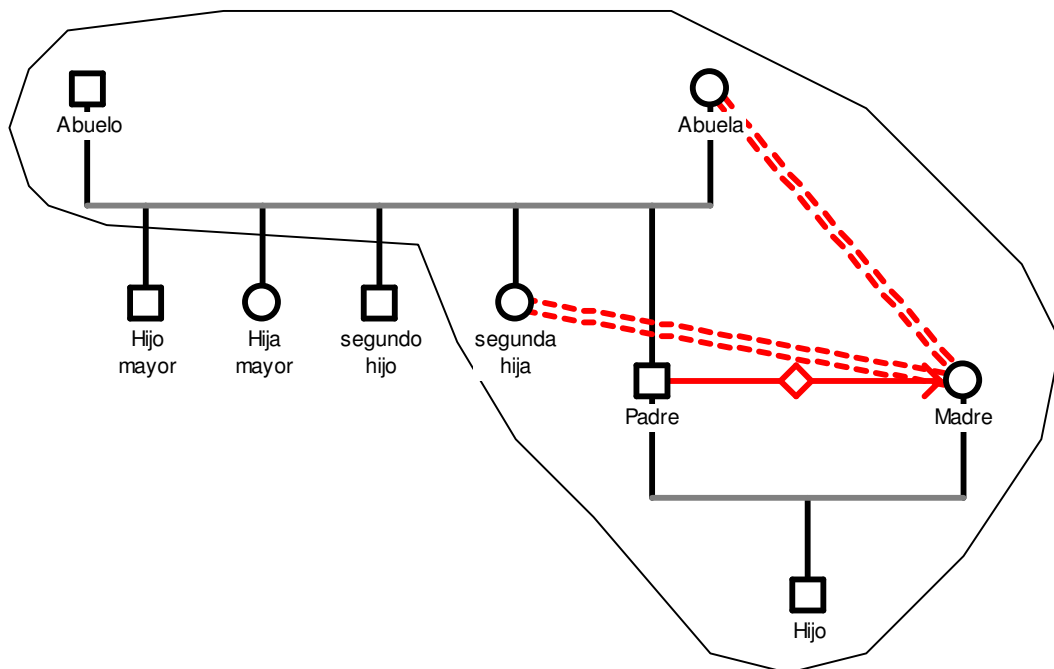 Abuelo
Abuela
Hijo
mayor
Hija
mayor
segundo
hijo
segunda
hija
Padre
Madre
Hijo